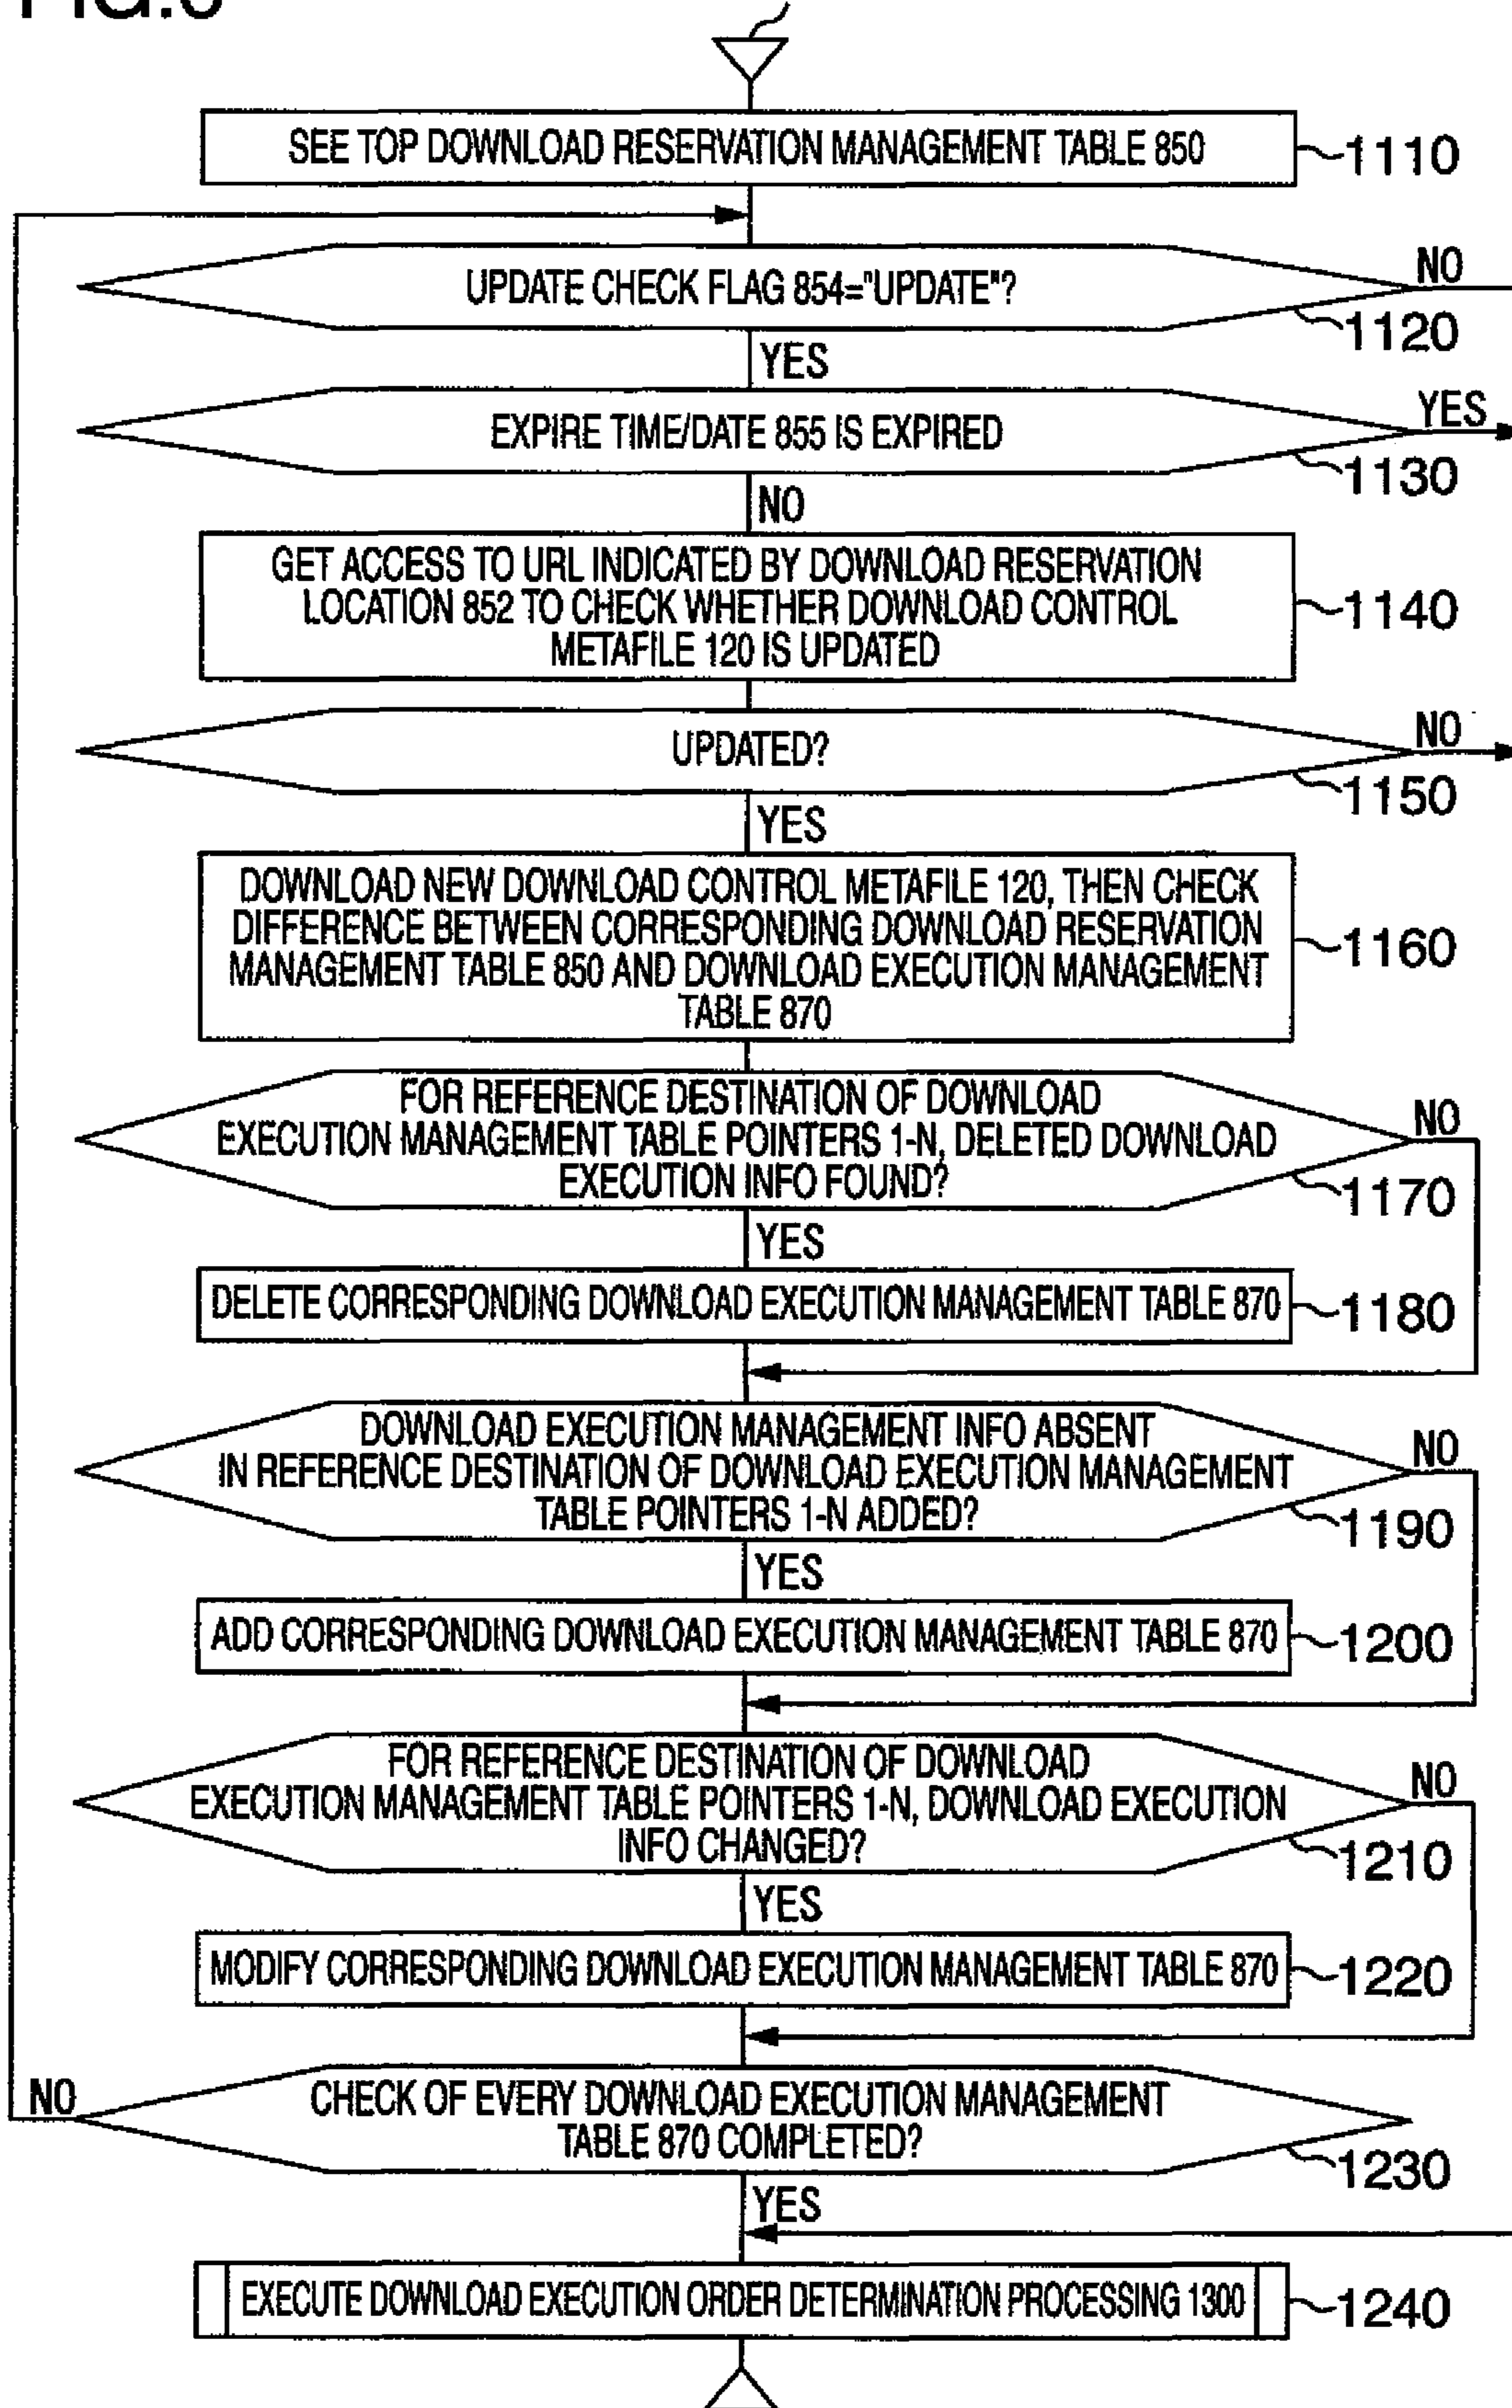 SEE TOP DOWNLOAD RESERVATION MANAGEMENT TABLE 850
1110
UPDATE CHECK FLAG 854="UPDATE"?
NO
1120
YES
EXPIRE TIME/DATE 855 IS EXPIRED
YES
1130
NO
GET ACCESS TO URL INDICATED BY DOWNLOAD RESERVATION
LOCATION 852 TO CHECK WHETHER DOWNLOAD CONTROL
METAFILE 120 IS UPDATED
1140
UPDATED?
NO
1150
YES
DOWNLOAD NEW DOWNLOAD CONTROL METAFILE 120, THEN CHECK
DIFFERENCE BETWEEN CORRESPONDING DOWNLOAD RESERVATION
MANAGEMENT TABLE 850 AND DOWNLOAD EXECUTION MANAGEMENT
TABLE 870
1160
FOR REFERENCE DESTINATION OF DOWNLOAD
EXECUTION MANAGEMENT TABLE POINTERS 1-N, DELETED DOWNLOAD
EXECUTION INFO FOUND?
NO
1170
YES
DELETE CORRESPONDING DOWNLOAD EXECUTION MANAGEMENT TABLE 870
1180
DOWNLOAD EXECUTION MANAGEMENT INFO ABSENT
IN REFERENCE DESTINATION OF DOWNLOAD EXECUTION MANAGEMENT
TABLE POINTERS 1-N ADDED?
NO
1190
YES
ADD CORRESPONDING DOWNLOAD EXECUTION MANAGEMENT TABLE 870
1200
FOR REFERENCE DESTINATION OF DOWNLOAD
EXECUTION MANAGEMENT TABLE POINTERS 1-N, DOWNLOAD EXECUTION
INFO CHANGED?
NO
1210
YES
MODIFY CORRESPONDING DOWNLOAD EXECUTION MANAGEMENT TABLE 870
1220
NO
CHECK OF EVERY DOWNLOAD EXECUTION MANAGEMENT
TABLE 870 COMPLETED?
1230
YES
EXECUTE DOWNLOAD EXECUTION ORDER DETERMINATION PROCESSING 1300
1240